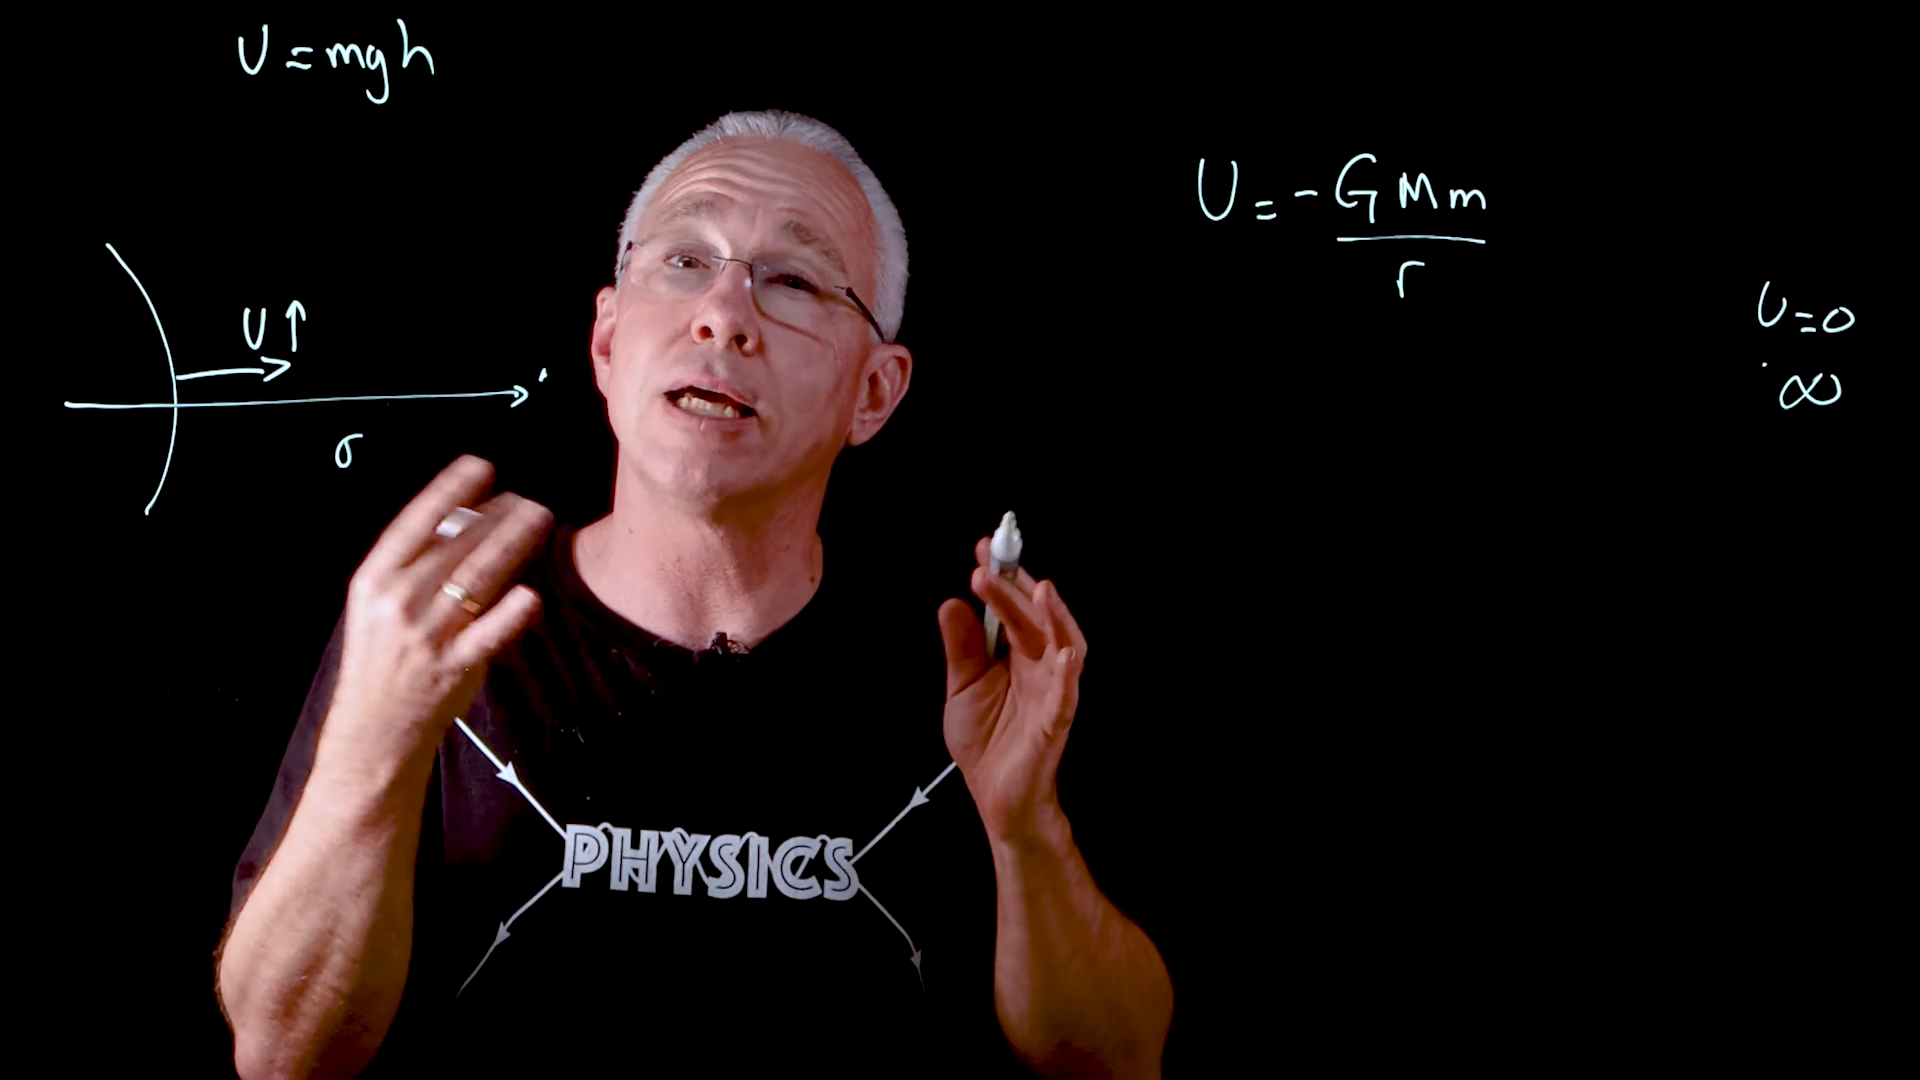 U = mgh
U = - GMm
r
U ↑
σ
U = 0
∞
PHYSICS